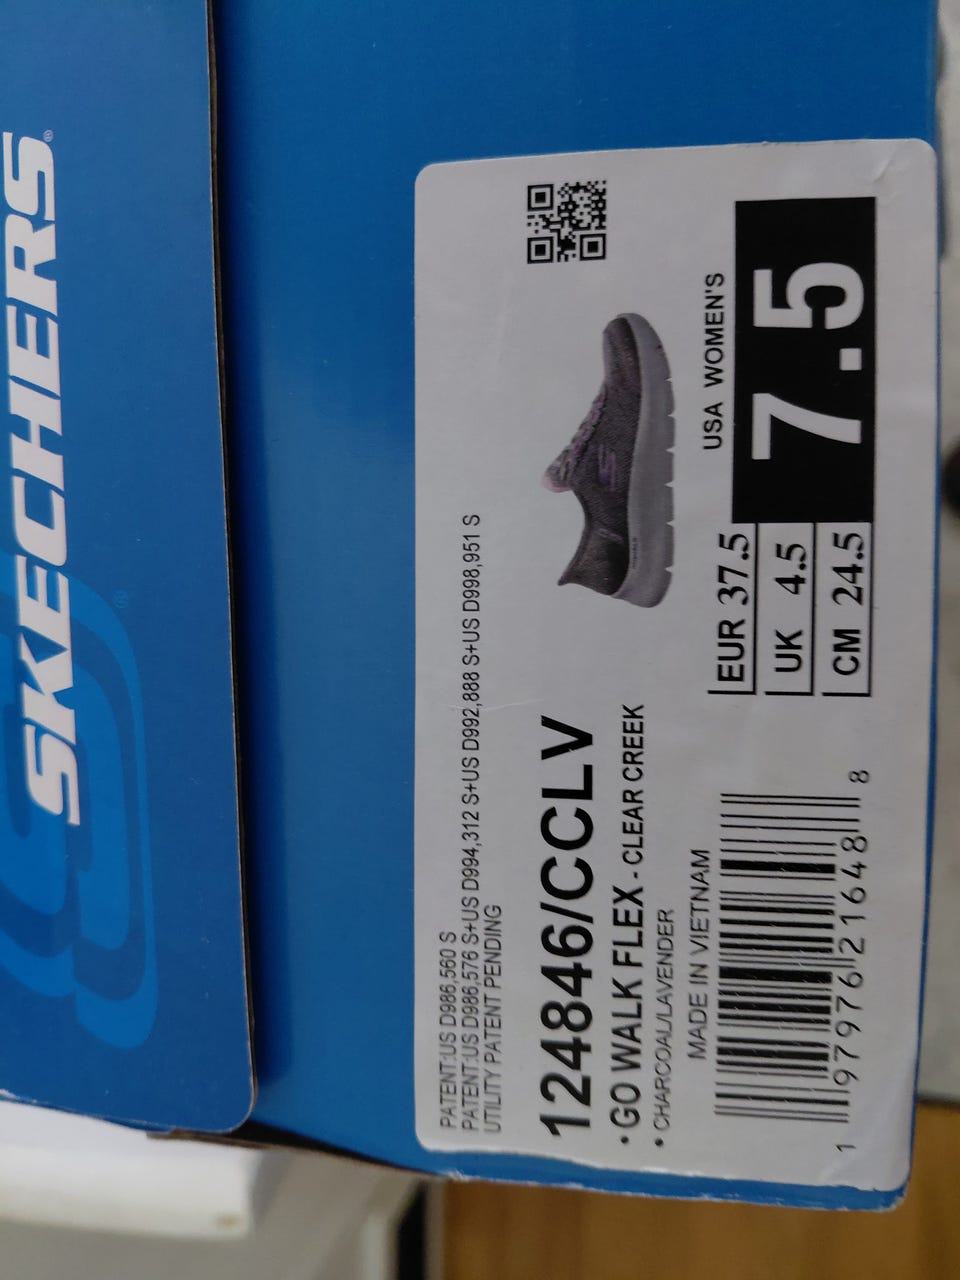 SKECHERS®
PATENT:US D986,560 S
PATENT:US D986,576 S+US D994,312 S+US D992,888 S+US D998,951 S
UTILITY PATENT PENDING
124846/CCLV
• GO WALK FLEX - CLEAR CREEK
• CHARCOAL/LAVENDER
MADE IN VIETNAM
1 97976 21648 8
USA WOMEN'S
7.5
EUR 37.5
UK 4.5
CM 24.5